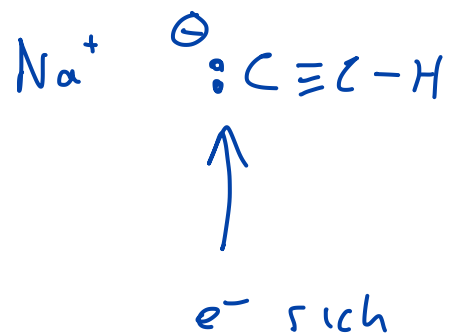 Na⁺ ⊖:C≡C–H
e⁻ rich